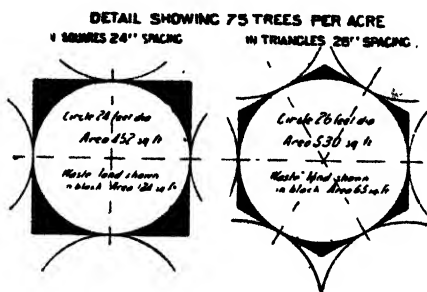 DETAIL SHOWING 75 TREES PER ACRE
SQUARES 24'' SPACING
IN TRIANGLES 26'' SPACING
Circle 24 feet dia
Area 452 sq ft
Waste land shown
in black Area 124 sq ft
Circle 26 feet dia
Area 530 sq ft
Waste land shown
in black Area 65 sq ft